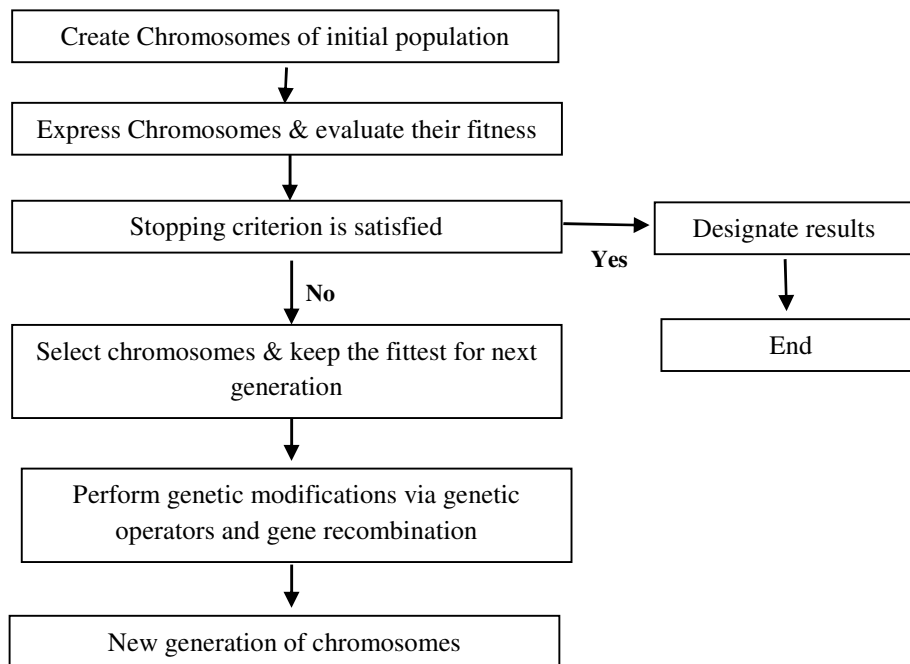 Create Chromosomes of initial population
Express Chromosomes & evaluate their fitness
Stopping criterion is satisfied
Yes
Designate results
End
No
Select chromosomes & keep the fittest for next
generation
Perform genetic modifications via genetic
operators and gene recombination
New generation of chromosomes